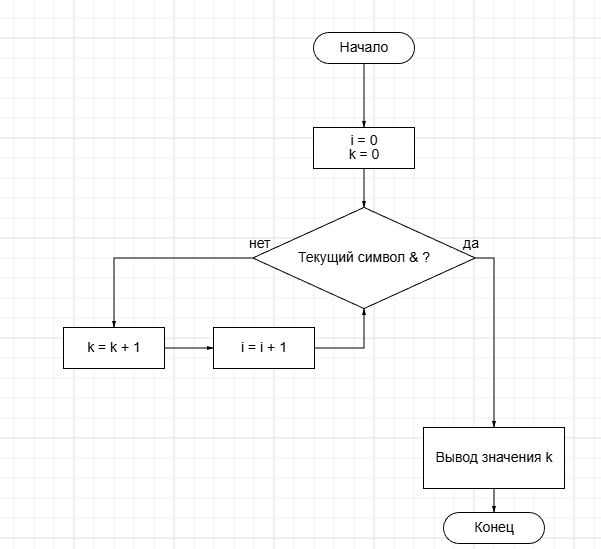 Начало
i = 0
k = 0
нет
да
Текущий символ & ?
k = k + 1
i = i + 1
Вывод значения k
Конец